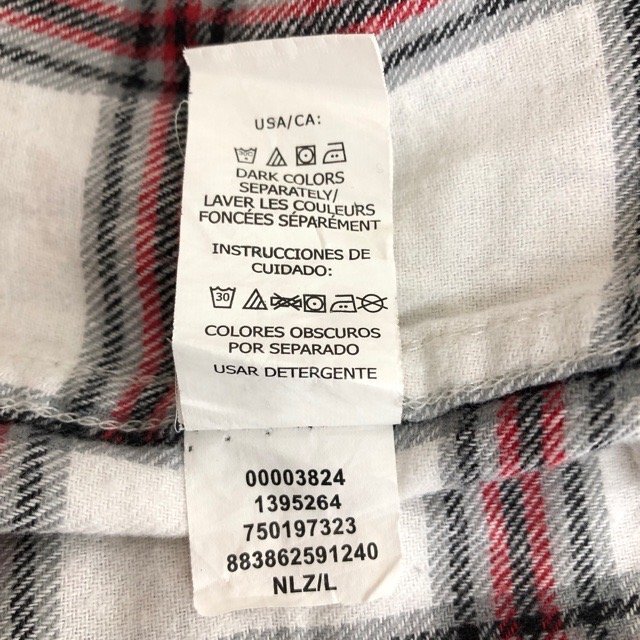 USA/CA:
DARK COLORS
SEPARATELY/
LAVER LES COULEURS
FONCÉES SÉPARÉMENT
INSTRUCCIONES DE
CUIDADO:
30
COLORES OBSCUROS
POR SEPARADO
USAR DETERGENTE
00003824
1395264
750197323
883862591240
NLZ/L